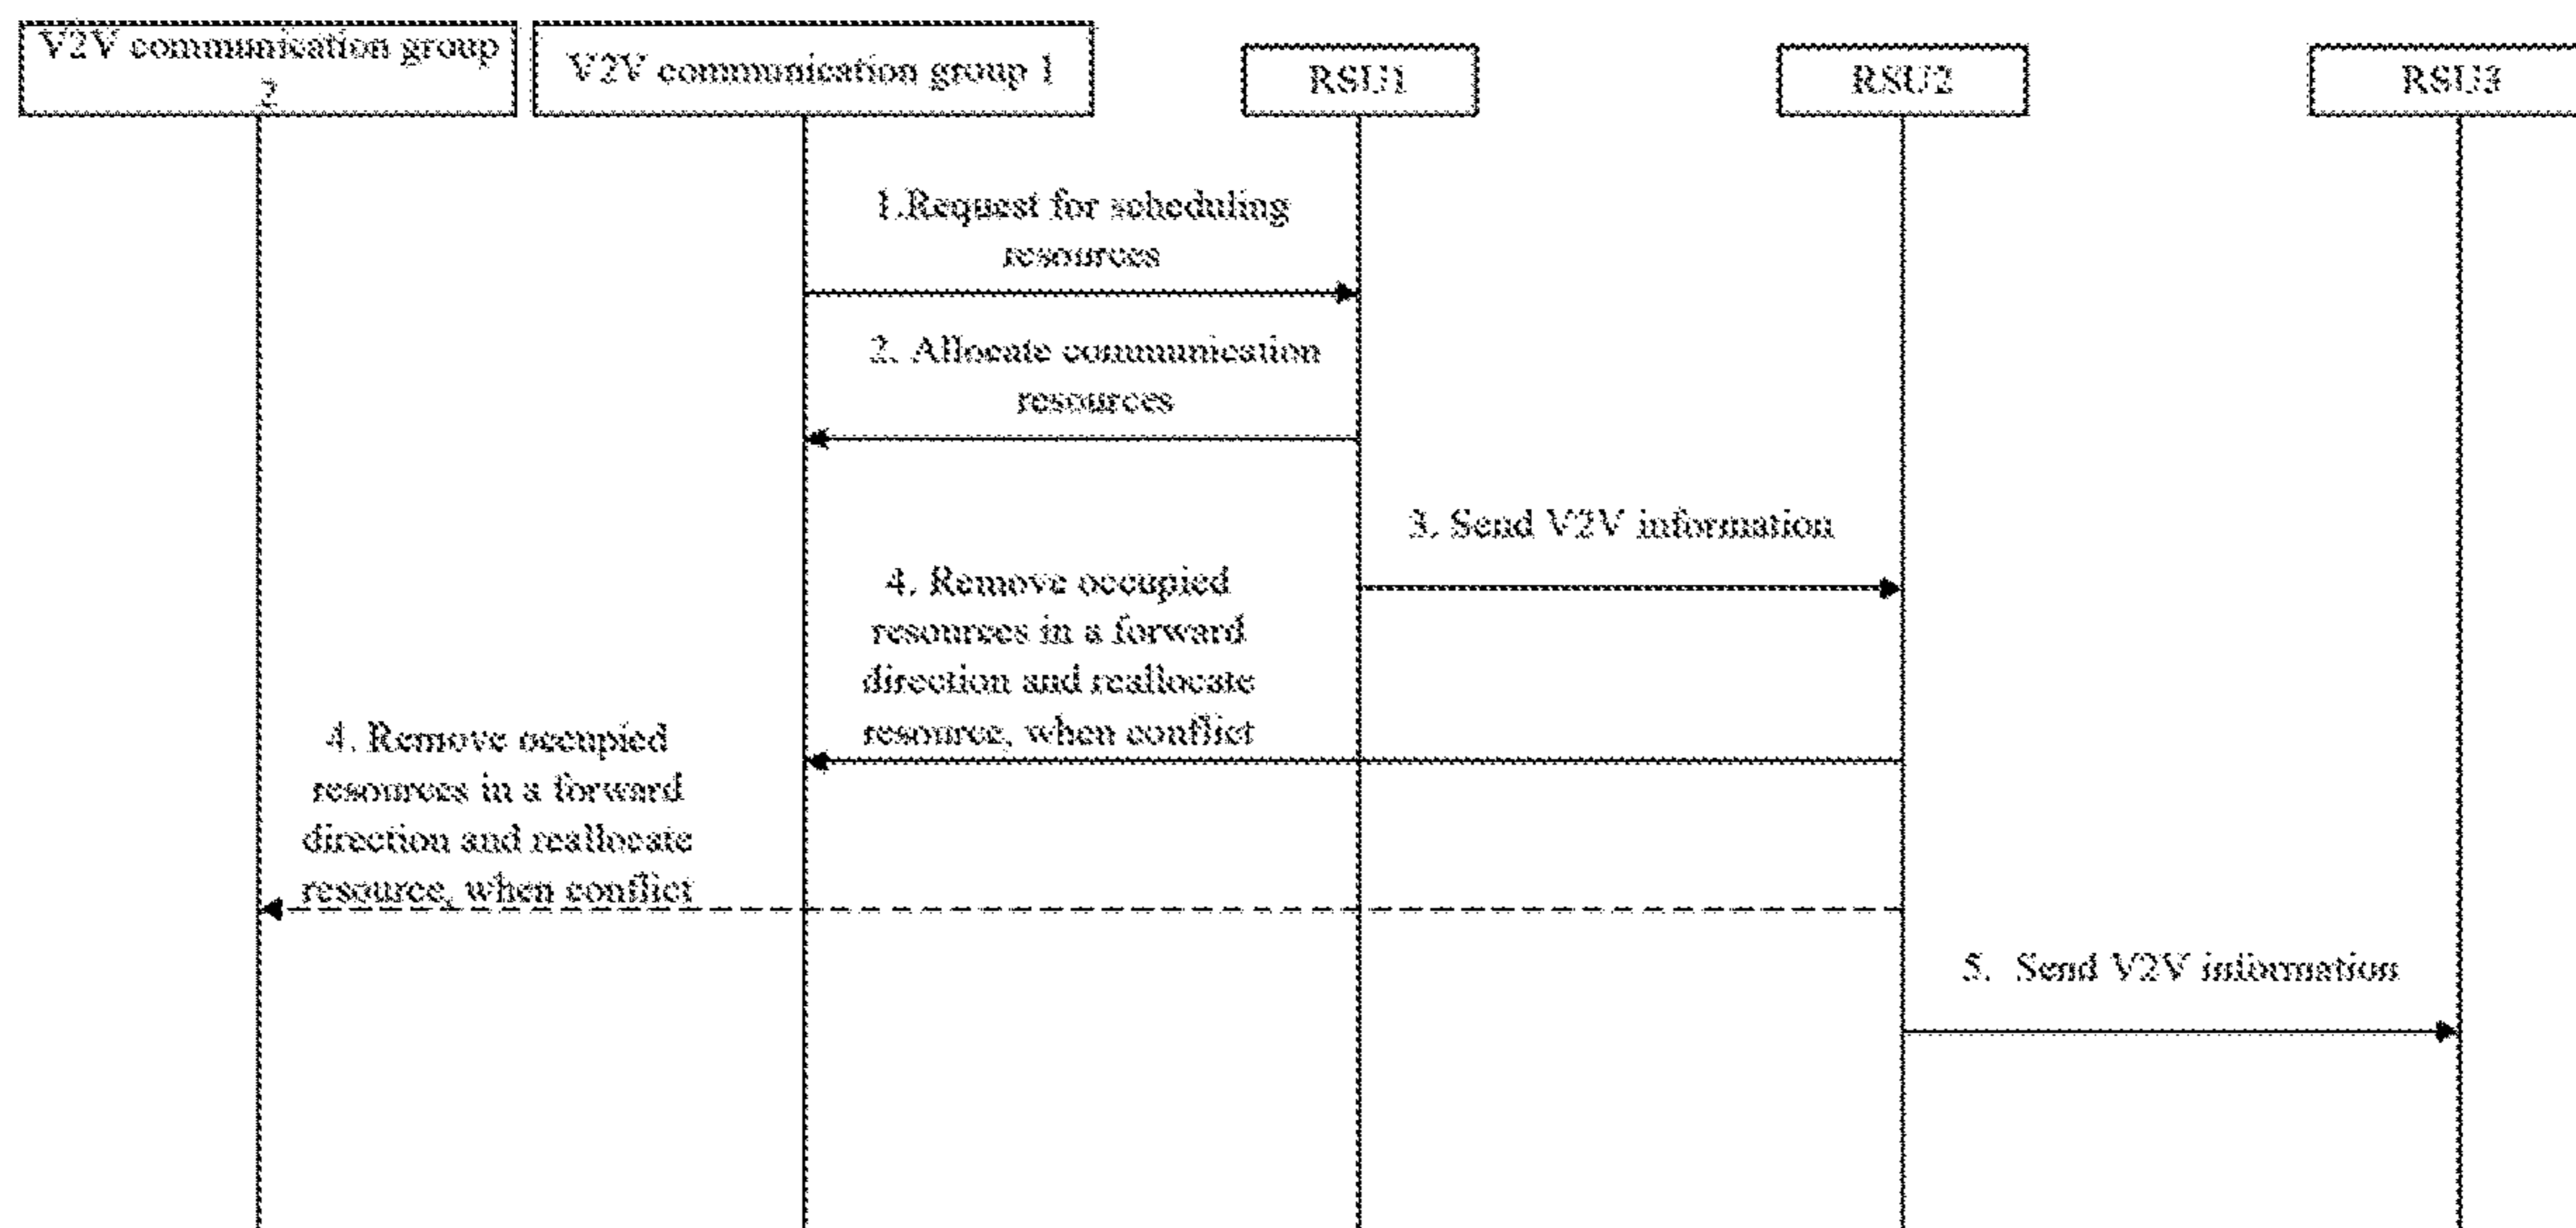 V2V communication group
2
V2V communication group 1
RSU1
RSU2
RSU3
1.Request for scheduling
resources
2. Allocate communication
resources
3. Send V2V information
4. Remove occupied
resources in a forward
direction and reallocate
resource, when conflict
4. Remove occupied
resources in a forward
direction and reallocate
resource, when conflict
5. Send V2V information